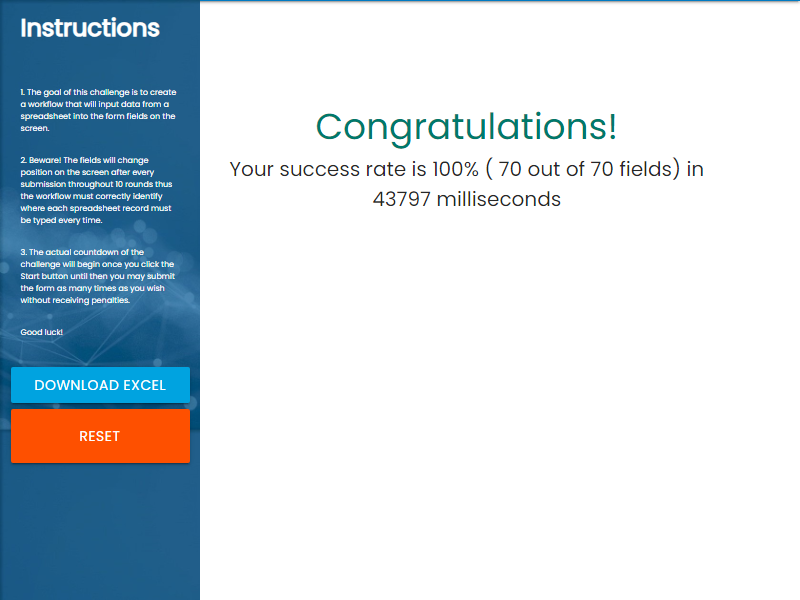 Instructions
1. The goal of this challenge is to create
a workflow that will input data from a
spreadsheet into the form fields on the
screen.
2. Beware! The fields will change
position on the screen after every
submission throughout 10 rounds thus
the workflow must correctly identify
where each spreadsheet record must
be typed every time.
3. The actual countdown of the
challenge will begin once you click the
Start button until then you may submit
the form as many times as you wish
without receiving penalties.
Good luck!
DOWNLOAD EXCEL
RESET
Congratulations!
Your success rate is 100% ( 70 out of 70 fields) in
43797 milliseconds